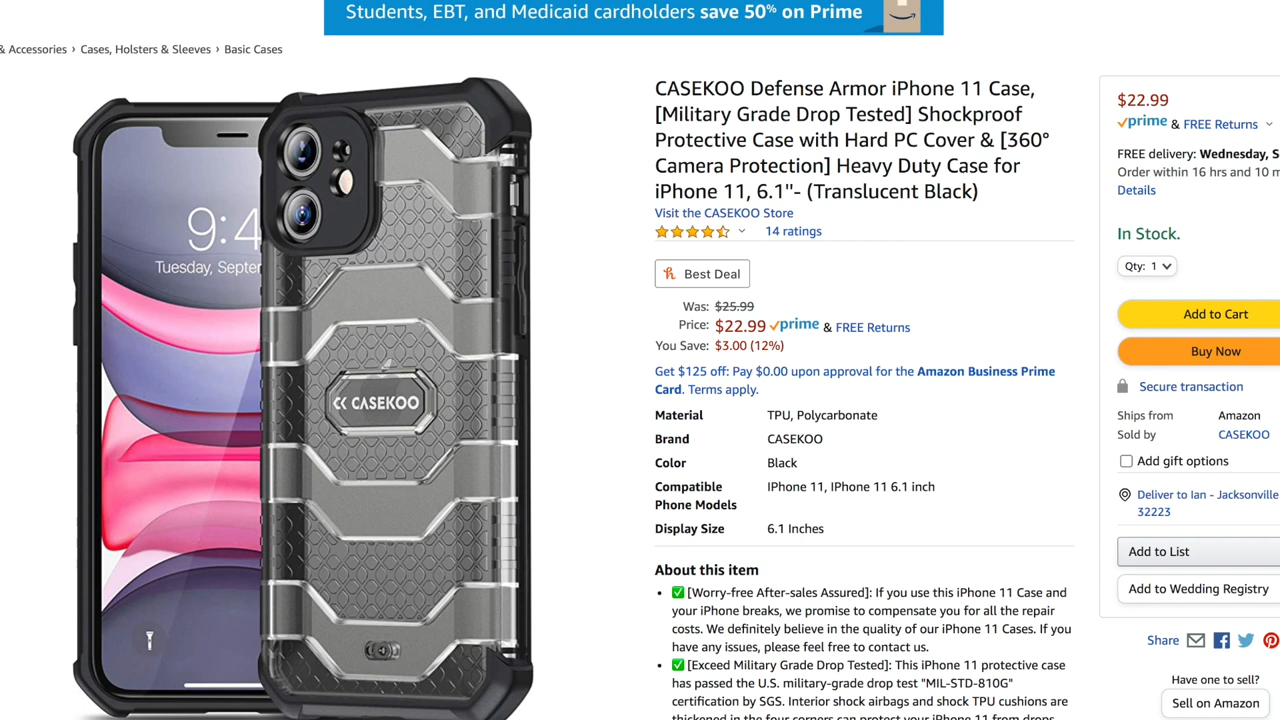 Students, EBT, and Medicaid cardholders save 50% on Prime
& Accessories › Cases, Holsters & Sleeves › Basic Cases
9:4
Tuesday, Septe
CASEKOO
CASEKOO Defense Armor iPhone 11 Case,
[Military Grade Drop Tested] Shockproof
Protective Case with Hard PC Cover & [360°
Camera Protection] Heavy Duty Case for
iPhone 11, 6.1''- (Translucent Black)
Visit the CASEKOO Store
14 ratings
Best Deal
Was: $25.99
Price: $22.99 prime & FREE Returns
You Save: $3.00 (12%)
Get $125 off: Pay $0.00 upon approval for the Amazon Business Prime
Card. Terms apply.
Material TPU, Polycarbonate
Brand CASEKOO
Color Black
Compatible IPhone 11, IPhone 11 6.1 inch
Phone Models
Display Size 6.1 Inches
About this item
• ✅ [Worry-free After-sales Assured]: If you use this iPhone 11 Case and
your iPhone breaks, we promise to compensate you for all the repair
costs. We definitely believe in the quality of our iPhone 11 Cases. If you
have any issues, please feel free to contact us.
• ✅ [Exceed Military Grade Drop Tested]: This iPhone 11 protective case
has passed the U.S. military-grade drop test "MIL-STD-810G"
certification by SGS. Interior shock airbags and shock TPU cushions are
thickened in the four corners can protect your iPhone 11 from drops
$22.99
prime & FREE Returns
FREE delivery: Wednesday, S
Order within 16 hrs and 10 m
Details
In Stock.
Qty: 1
Add to Cart
Buy Now
Secure transaction
Ships from Amazon
Sold by CASEKOO
Add gift options
Deliver to Ian - Jacksonville
32223
Add to List
Add to Wedding Registry
Share
Have one to sell?
Sell on Amazon